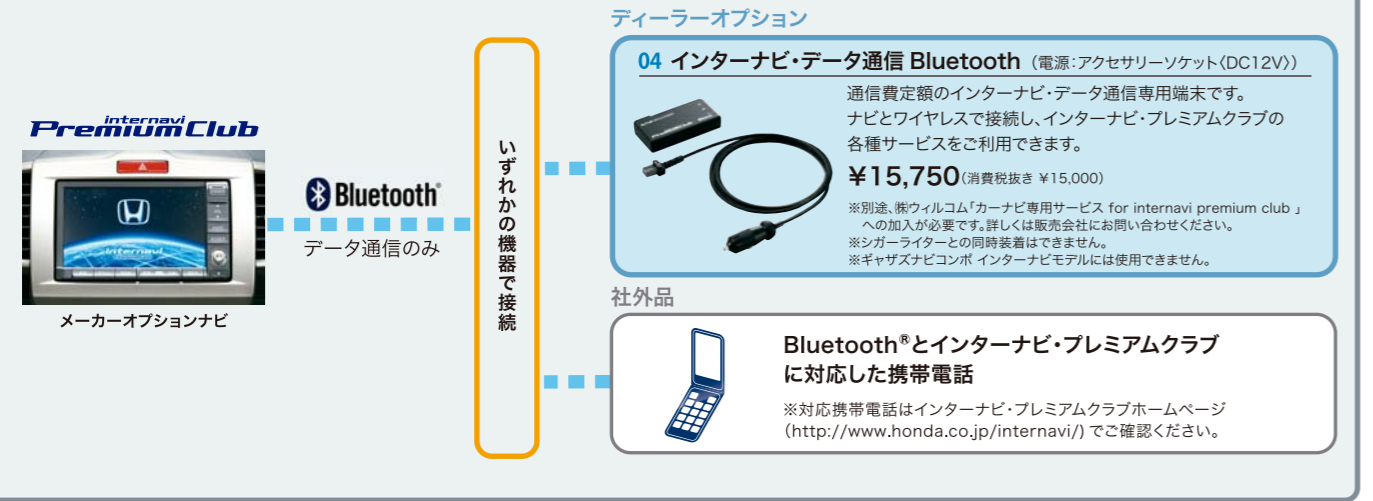 internavi
PremiumClub
internavi
メーカーオプションナビ
Bluetooth®
データ通信のみ
いずれかの機器で接続
ディーラーオプション
04 インターナビ・データ通信 Bluetooth（電源：アクセサリーソケット〈DC12V〉）
通信費定額のインターナビ・データ通信専用端末です。
ナビとワイヤレスで接続し、インターナビ・プレミアムクラブの
各種サービスをご利用できます。
¥15,750（消費税抜き ¥15,000）
※別途、㈱ウィルコム「カーナビ専用サービス for internavi premium club 」
への加入が必要です。詳しくは販売会社にお問い合わせください。
※シガーライターとの同時装着はできません。
※ギャザズナビコンポ インターナビモデルには使用できません。
社外品
Bluetooth®とインターナビ・プレミアムクラブ
に対応した携帯電話
※対応携帯電話はインターナビ・プレミアムクラブホームページ
（http://www.honda.co.jp/internavi/) でご確認ください。